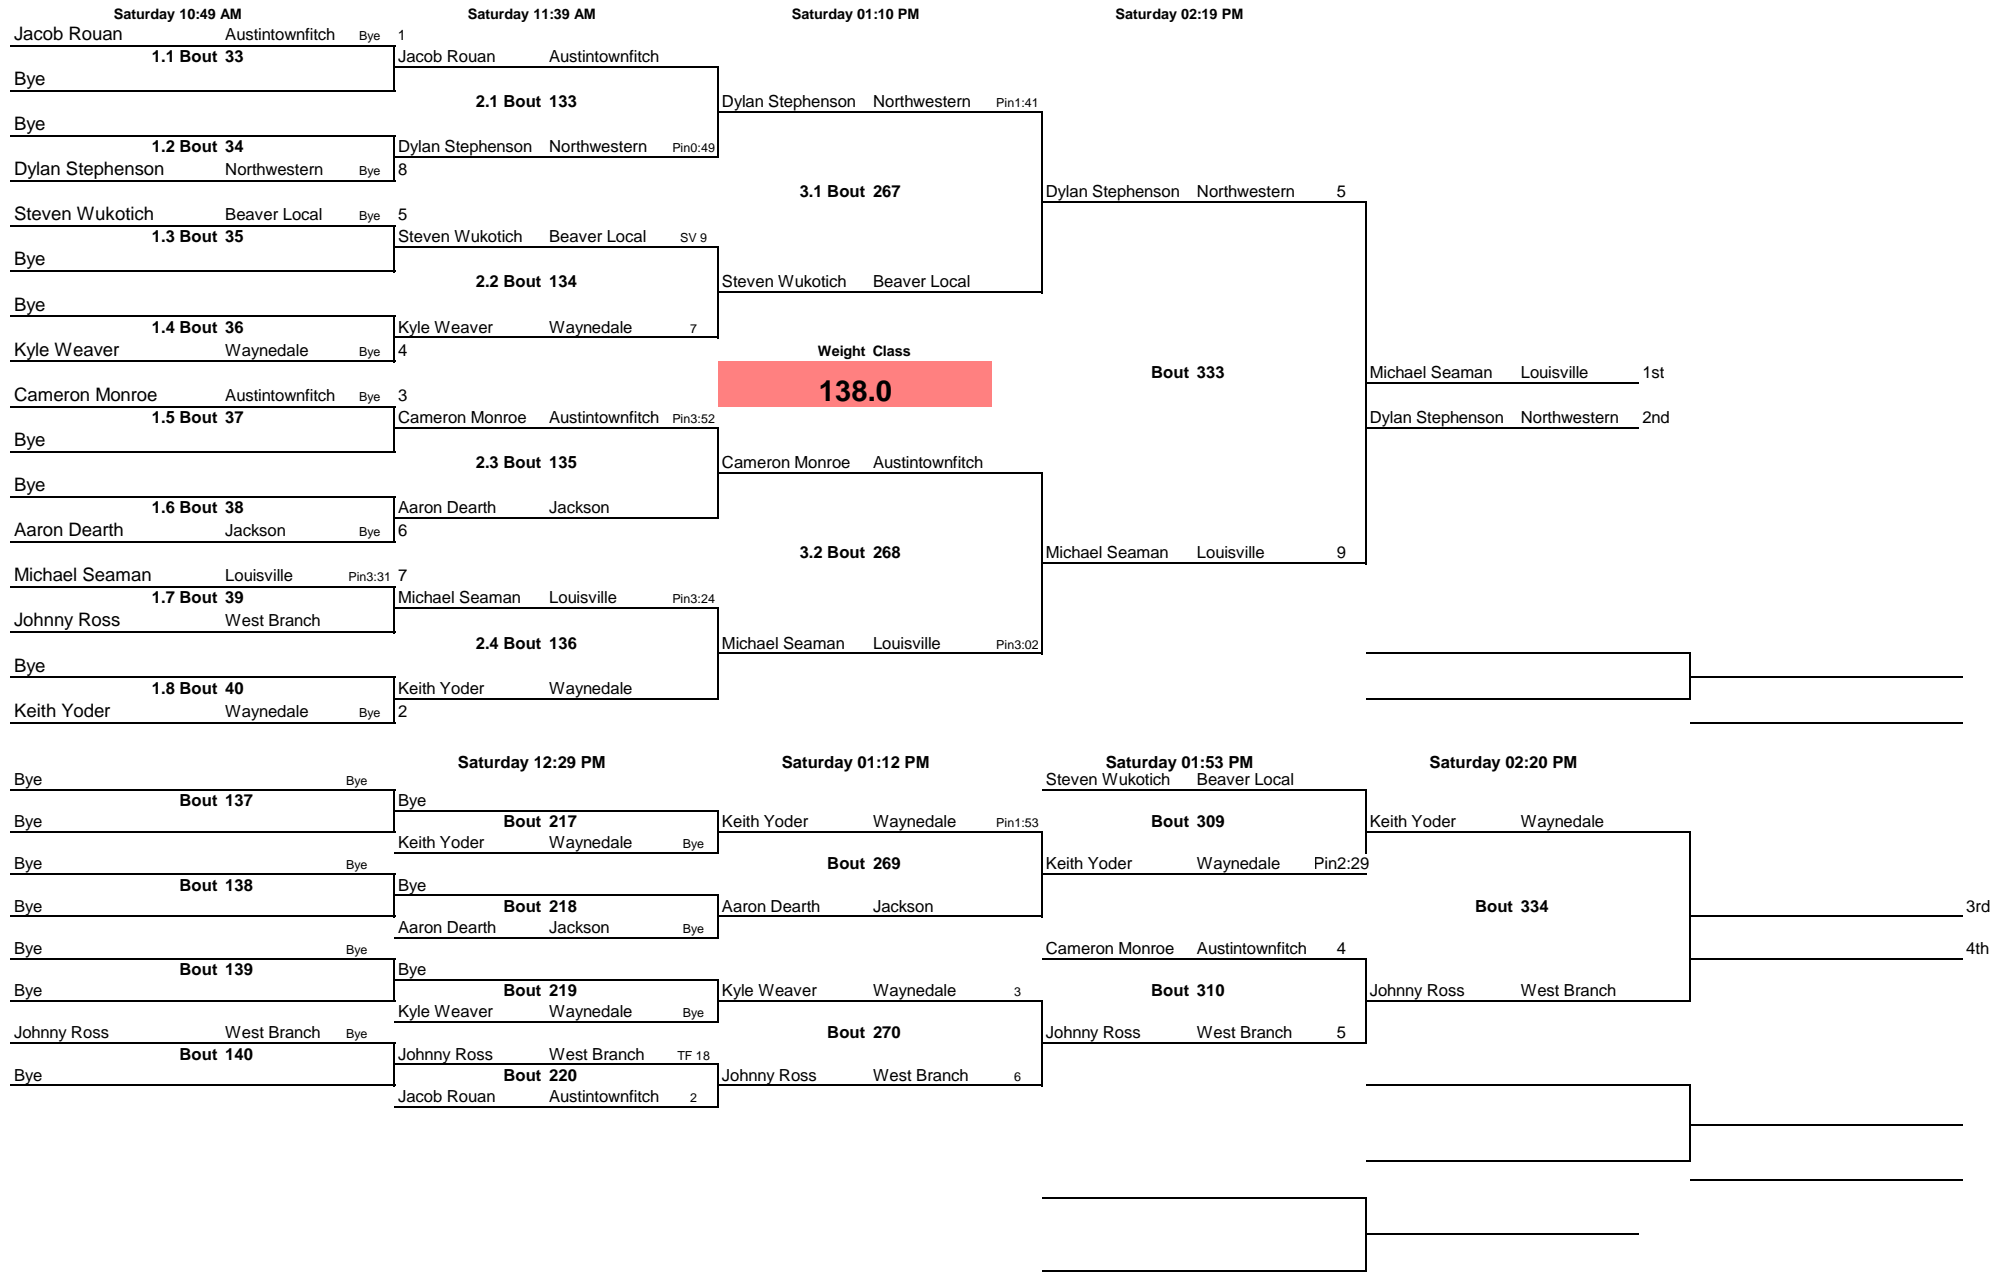 Saturday 10:49 AM Saturday 11:39 AM Saturday 01:10 PM Saturday 02:19 PM
Jacob Rouan Austintownfitch Bye 1
1.1 Bout 33 Jacob Rouan Austintownfitch
Bye
2.1 Bout 133 Dylan Stephenson Northwestern Pin1:41
Bye
1.2 Bout 34 Dylan Stephenson Northwestern Pin0:49
Dylan Stephenson Northwestern Bye 8
3.1 Bout 267 Dylan Stephenson Northwestern 5
Steven Wukotich Beaver Local Bye 5
1.3 Bout 35 Steven Wukotich Beaver Local SV 9
Bye
2.2 Bout 134 Steven Wukotich Beaver Local
Bye
1.4 Bout 36 Kyle Weaver Waynedale 7
Kyle Weaver Waynedale Bye 4 Weight Class
Bout 333 Michael Seaman Louisville 1st
138.0
Cameron Monroe Austintownfitch Bye 3
1.5 Bout 37 Cameron Monroe Austintownfitch Pin3:52 Dylan Stephenson Northwestern 2nd
Bye
2.3 Bout 135 Cameron Monroe Austintownfitch
Bye
1.6 Bout 38 Aaron Dearth Jackson
Aaron Dearth Jackson Bye 6
3.2 Bout 268 Michael Seaman Louisville 9
Michael Seaman Louisville Pin3:31 7
1.7 Bout 39 Michael Seaman Louisville Pin3:24
Johnny Ross West Branch
2.4 Bout 136 Michael Seaman Louisville Pin3:02
Bye
1.8 Bout 40 Keith Yoder Waynedale
Keith Yoder Waynedale Bye 2
Saturday 12:29 PM Saturday 01:12 PM Saturday 01:53 PM Saturday 02:20 PM
Bye Bye Steven Wukotich Beaver Local
Bout 137 Bye
Bye Bout 217 Keith Yoder Waynedale Pin1:53 Bout 309 Keith Yoder Waynedale
Keith Yoder Waynedale Bye
Bye Bye Bout 269 Keith Yoder Waynedale Pin2:29
Bout 138 Bye
Bye Bout 218 Aaron Dearth Jackson Bout 334 3rd
Aaron Dearth Jackson Bye
Bye Bye Cameron Monroe Austintownfitch 4 4th
Bout 139 Bye
Bye Bout 219 Kyle Weaver Waynedale 3 Bout 310 Johnny Ross West Branch
Kyle Weaver Waynedale Bye
Johnny Ross West Branch Bye Bout 270 Johnny Ross West Branch 5
Bout 140 Johnny Ross West Branch TF 18
Bye Bout 220 Johnny Ross West Branch 6
Jacob Rouan Austintownfitch 2